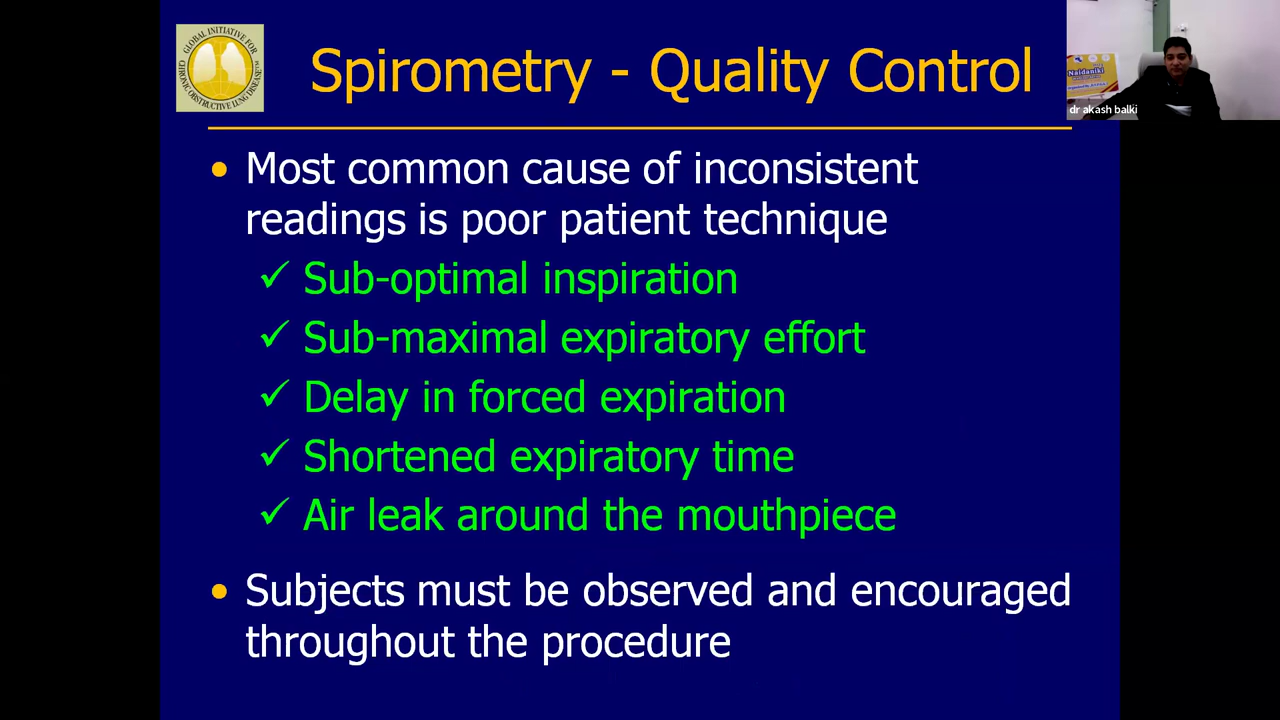 GLOBAL INITIATIVE FOR
CHRONIC OBSTRUCTIVE LUNG DISEASE
Spirometry - Quality Control
Naidaniki
dr akash balki
• Most common cause of inconsistent
readings is poor patient technique
✓ Sub-optimal inspiration
✓ Sub-maximal expiratory effort
✓ Delay in forced expiration
✓ Shortened expiratory time
✓ Air leak around the mouthpiece
• Subjects must be observed and encouraged
throughout the procedure